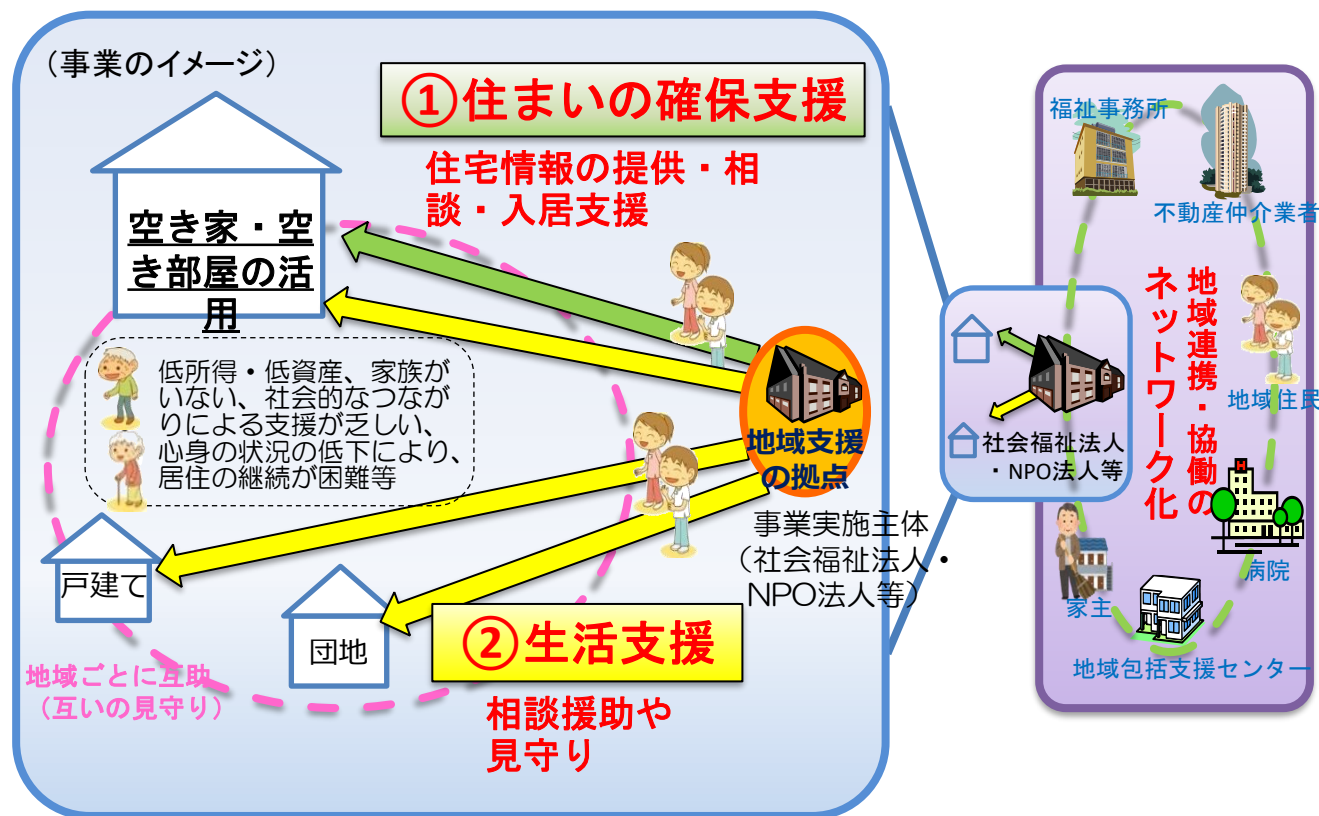 （事業のイメージ）
①住まいの確保支援
住宅情報の提供・相
談・入居支援
空き家・空
き部屋の活
用
低所得・低資産、家族が
いない、社会的なつなが
りによる支援が乏しい、
心身の状況の低下により、
居住の継続が困難等
地域支援
の拠点
事業実施主体
（社会福祉法人・
NPO法人等）
戸建て
団地
②生活支援
相談援助や
見守り
地域ごとに互助
（互いの見守り）
社会福祉法人
・NPO法人等
福祉事務所
不動産仲介業者
地域連携・協働の
ネットワーク化
地域住民
H
病院
家主
地域包括支援センター